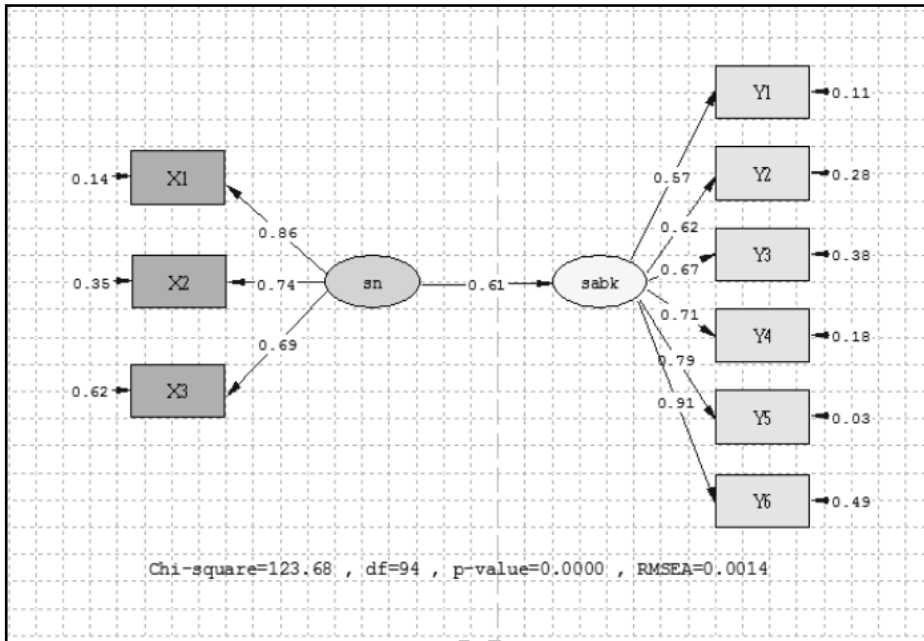 Y1
0.11
0.57
0.14
X1
Y2
0.28
0.62
0.86
Y3
0.38
0.67
0.35
X2
0.74
sn
0.61
sabk
0.71
Y4
0.18
0.69
0.79
0.62
X3
0.91
Y5
0.03
Y6
0.49
Chi-square=123.68 , df=94 , p-value=0.0000 , RMSEA=0.0014